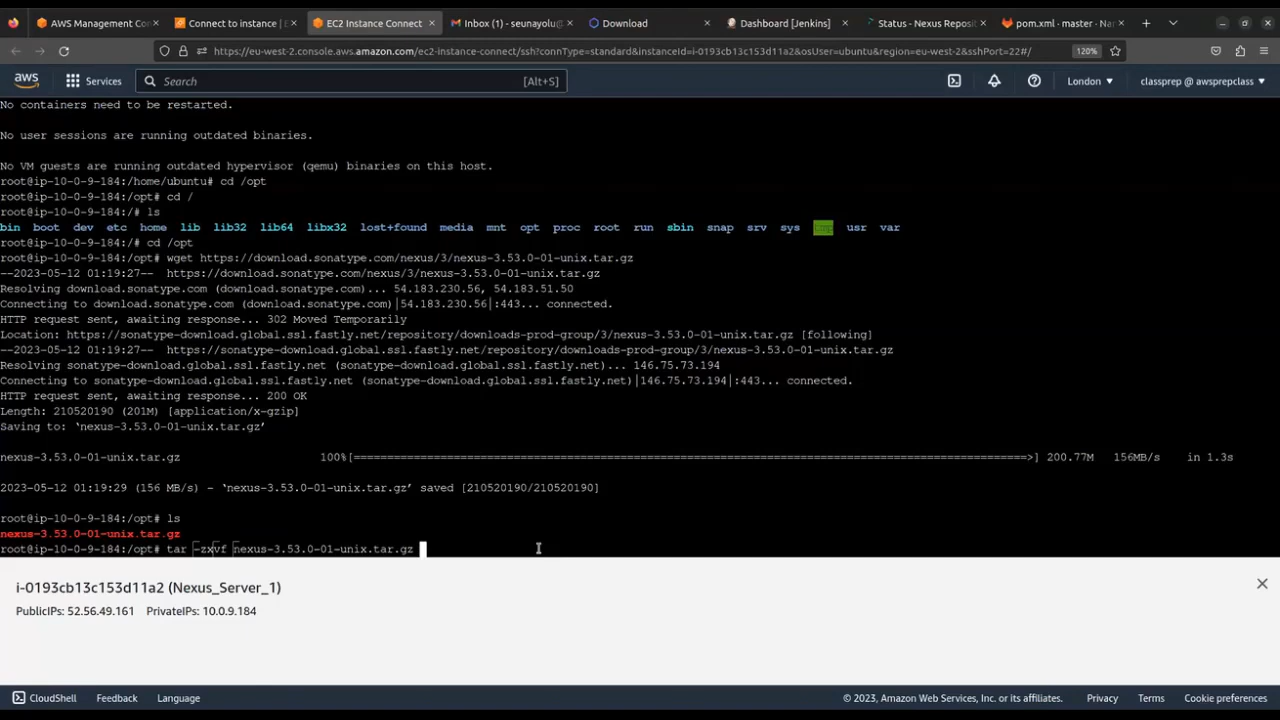 AWS Management Con
Connect to instance | E
EC2 Instance Connect
Inbox (1) - seunayolu@
Download
Dashboard [Jenkins]
Status - Nexus Reposit
pom.xml · master · Na
https://eu-west-2.console.aws.amazon.com/ec2-instance-connect/ssh?connType=standard&instanceId=i-0193cb13c153d11a2&osUser=ubuntu&region=eu-west-2&sshPort=22#/
120%
aws
Services
Search
[Alt+S]
London
classprep @ awsprepclass
No containers need to be restarted.
No user sessions are running outdated binaries.
No VM guests are running outdated hypervisor (qemu) binaries on this host.
root@ip-10-0-9-184:/home/ubuntu# cd /opt
root@ip-10-0-9-184:/opt# cd /
root@ip-10-0-9-184:/# ls
bin boot dev etc home lib lib32 lib64 libx32 lost+found media mnt opt proc root run sbin snap srv sys tmp usr var
root@ip-10-0-9-184:/# cd /opt
root@ip-10-0-9-184:/opt# wget https://download.sonatype.com/nexus/3/nexus-3.53.0-01-unix.tar.gz
--2023-05-12 01:19:27-- https://download.sonatype.com/nexus/3/nexus-3.53.0-01-unix.tar.gz
Resolving download.sonatype.com (download.sonatype.com)... 54.183.230.56, 54.183.51.50
Connecting to download.sonatype.com (download.sonatype.com)|54.183.230.56|:443... connected.
HTTP request sent, awaiting response... 302 Moved Temporarily
Location: https://sonatype-download.global.ssl.fastly.net/repository/downloads-prod-group/3/nexus-3.53.0-01-unix.tar.gz [following]
--2023-05-12 01:19:27-- https://sonatype-download.global.ssl.fastly.net/repository/downloads-prod-group/3/nexus-3.53.0-01-unix.tar.gz
Resolving sonatype-download.global.ssl.fastly.net (sonatype-download.global.ssl.fastly.net)... 146.75.73.194
Connecting to sonatype-download.global.ssl.fastly.net (sonatype-download.global.ssl.fastly.net)|146.75.73.194|:443... connected.
HTTP request sent, awaiting response... 200 OK
Length: 210520190 (201M) [application/x-gzip]
Saving to: ‘nexus-3.53.0-01-unix.tar.gz’
nexus-3.53.0-01-unix.tar.gz 100%[====================================================================================================>] 200.77M 156MB/s in 1.3s
2023-05-12 01:19:29 (156 MB/s) - ‘nexus-3.53.0-01-unix.tar.gz’ saved [210520190/210520190]
root@ip-10-0-9-184:/opt# ls
nexus-3.53.0-01-unix.tar.gz
root@ip-10-0-9-184:/opt# tar -zxvf nexus-3.53.0-01-unix.tar.gz
i-0193cb13c153d11a2 (Nexus_Server_1)
PublicIPs: 52.56.49.161 PrivateIPs: 10.0.9.184
CloudShell
Feedback
Language
© 2023, Amazon Web Services, Inc. or its affiliates.
Privacy
Terms
Cookie preferences